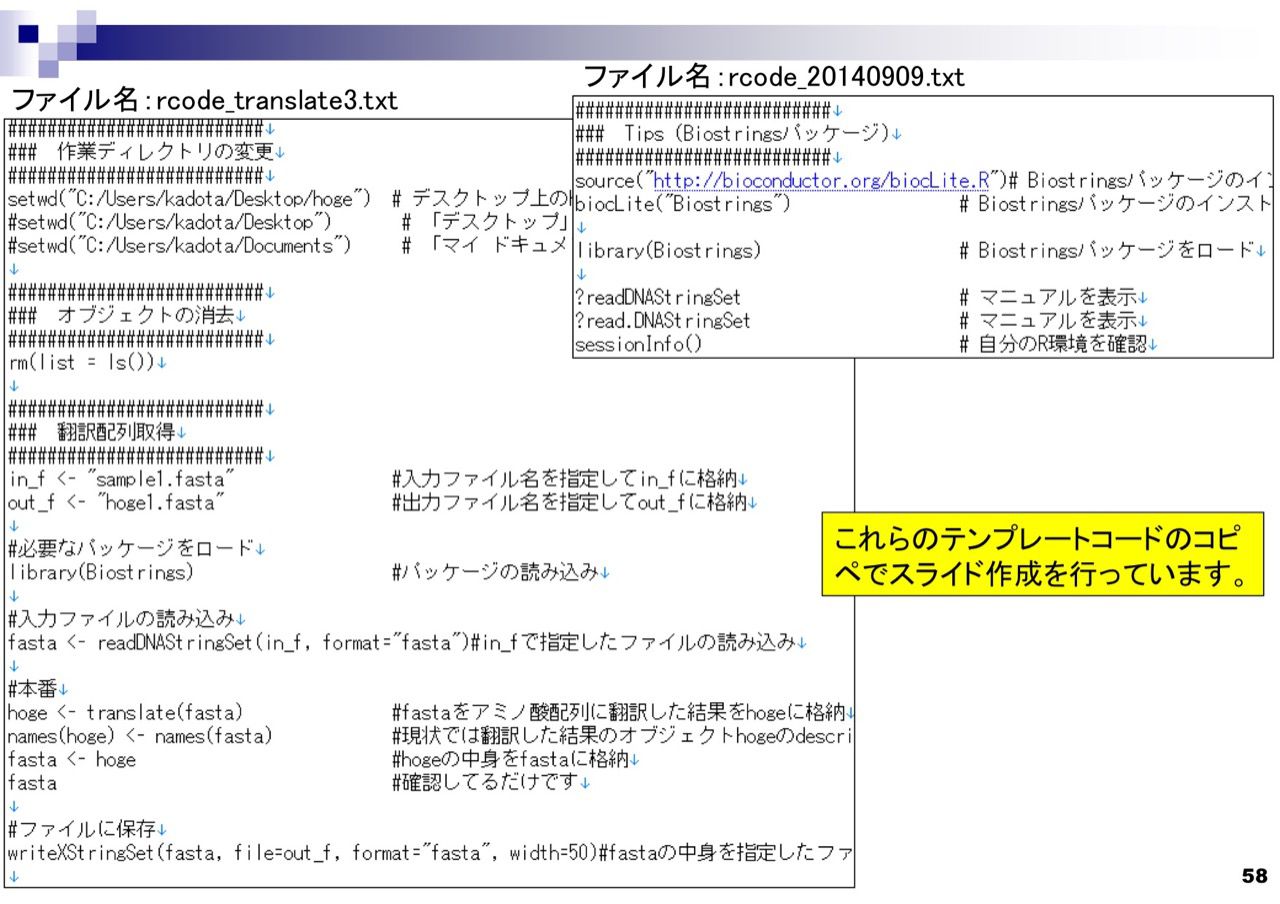 ファイル名:rcode_translate3.txt
##########################↓
### 作業ディレクトリの変更↓
##########################↓
setwd("C:/Users/kadota/Desktop/hoge") # デスクトップ上の
#setwd("C:/Users/kadota/Desktop") # 「デスクトップ」
#setwd("C:/Users/kadota/Documents") # 「マイ ドキュメ
↓
##########################↓
### オブジェクトの消去↓
##########################↓
rm(list = ls())↓
↓
##########################↓
### 翻訳配列取得↓
##########################↓
in_f <- "sample1.fasta" #入力ファイル名を指定してin_fに格納↓
out_f <- "hoge1.fasta" #出力ファイル名を指定してout_fに格納↓
↓
#必要なパッケージをロード↓
library(Biostrings) #パッケージの読み込み↓
↓
#入力ファイルの読み込み↓
fasta <- readDNAStringSet(in_f, format="fasta")#in_fで指定したファイルの読み込み↓
↓
#本番↓
hoge <- translate(fasta) #fastaをアミノ酸配列に翻訳した結果をhogeに格納↓
names(hoge) <- names(fasta) #現状では翻訳した結果のオブジェクトhogeのdescri
fasta <- hoge #hogeの中身をfastaに格納↓
fasta #確認してるだけです↓
↓
#ファイルに保存↓
writeXStringSet(fasta, file=out_f, format="fasta", width=50)#fastaの中身を指定したファ
↓
ファイル名:rcode_20140909.txt
##########################↓
### Tips (Biostringsパッケージ)↓
##########################↓
source("http://bioconductor.org/biocLite.R")# Biostringsパッケージのイン
biocLite("Biostrings") # Biostringsパッケージのインスト
↓
library(Biostrings) # Biostringsパッケージをロード↓
↓
?readDNAStringSet # マニュアルを表示↓
?read.DNAStringSet # マニュアルを表示↓
sessionInfo() # 自分のR環境を確認↓
これらのテンプレートコードのコピ
ペでスライド作成を行っています。
58